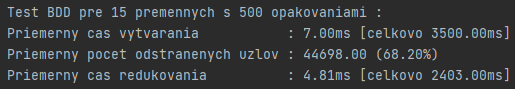 Test BDD pre 15 premennych s 500 opakovaniami :
Priemerny cas vytvarania : 7.00ms [celkovo 3500.00ms]
Priemerny pocet odstranenych uzlov : 44698.00 (68.20%)
Priemerny cas redukovania : 4.81ms [celkovo 2403.00ms]